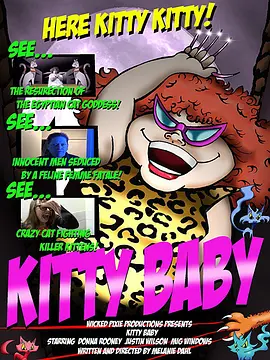 HERE KITTY KITTY!
SEE...
THE RESURECTION OF
THE EGYPTIAN CAT GODDESS!
SEE...
INNOCENT MEN SEDUCED
BY A FELINE FEMME FATALE!
SEE...
CRAZY CAT FIGHTING
KILLER KITTENS!
KITTY BABY
WICKED PIXIE PRODUCTIONS PRESENTS
KITTY BABY
STARRING DONNA ROONEY JUSTIN WILSON MIG WINDOWS
WRITTEN AND DIRECTED BY MELANIE DAHL